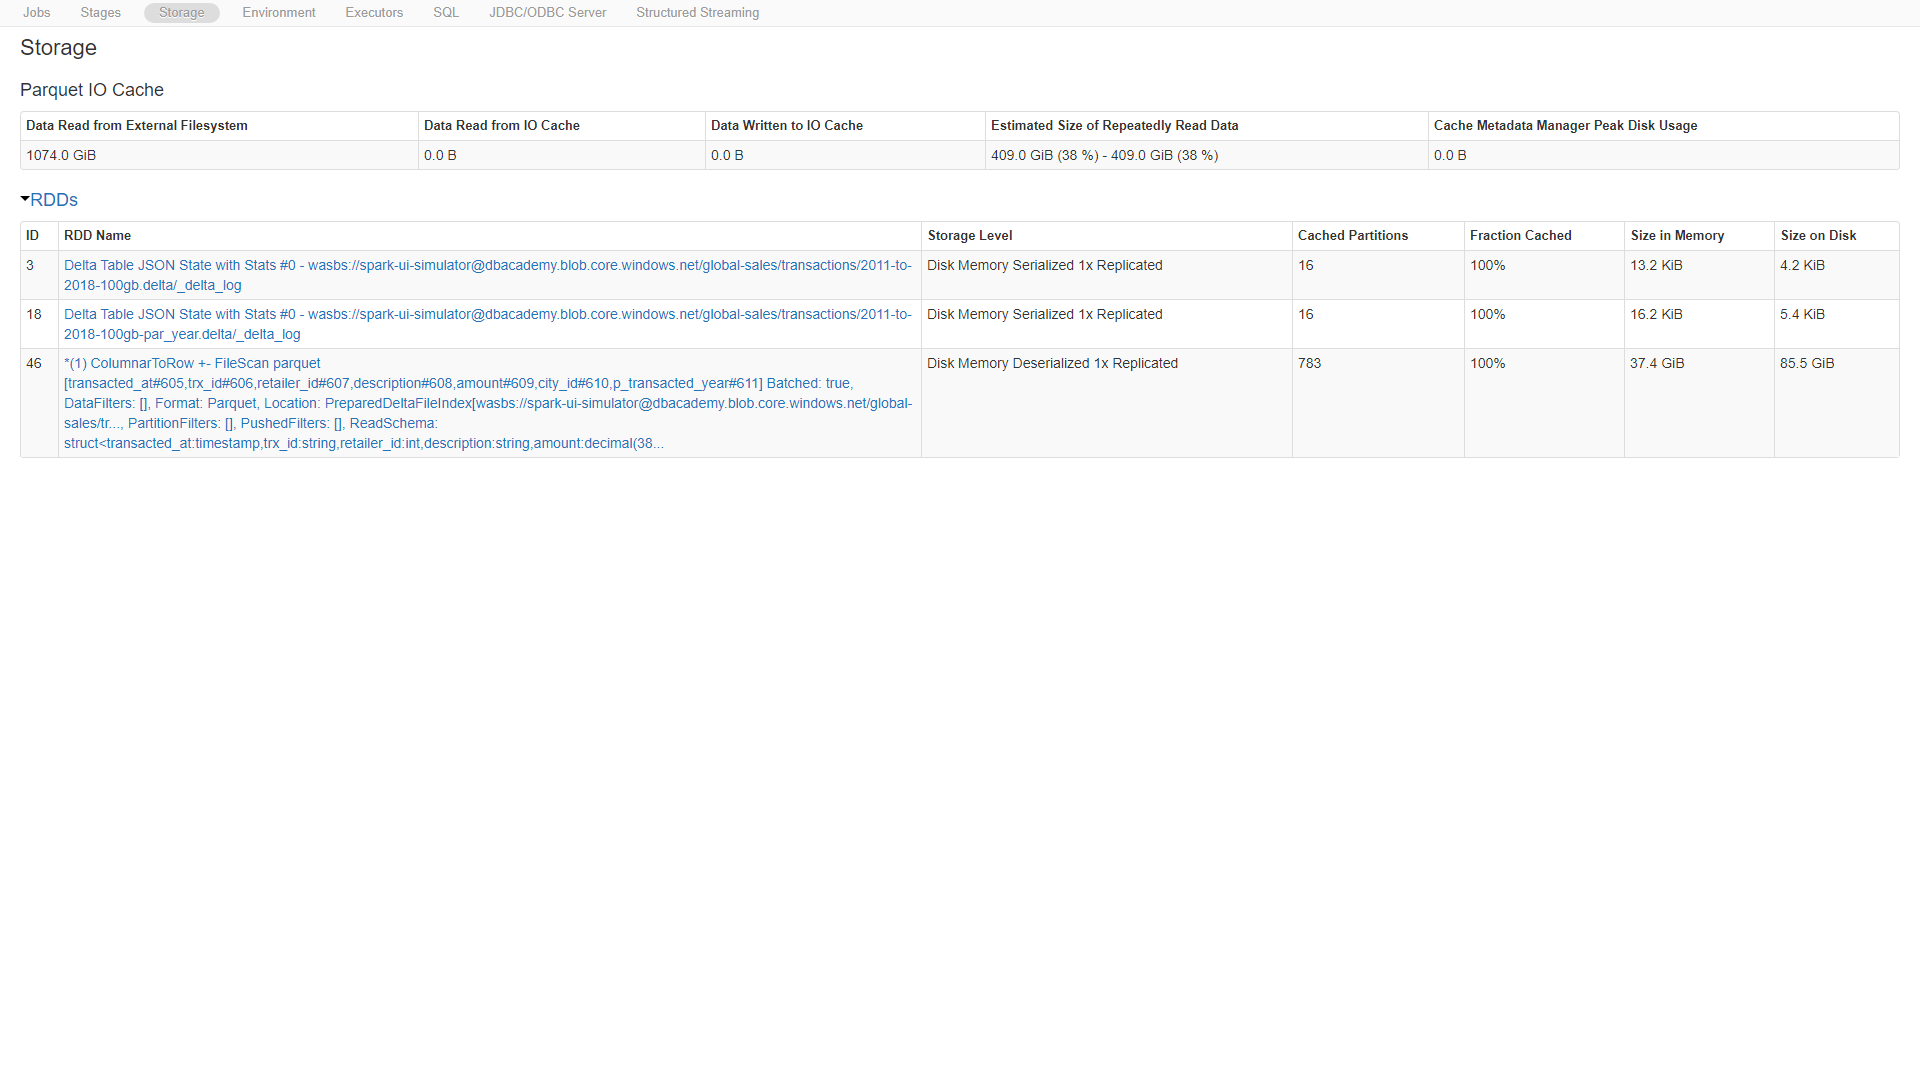 Jobs Stages Storage Environment Executors SQL JDBC/ODBC Server Structured Streaming
Storage
Parquet IO Cache
Data Read from External Filesystem Data Read from IO Cache Data Written to IO Cache Estimated Size of Repeatedly Read Data Cache Metadata Manager Peak Disk Usage
1074.0 GiB 0.0 B 0.0 B 409.0 GiB (38 %) - 409.0 GiB (38 %) 0.0 B
RDDs
ID RDD Name Storage Level Cached Partitions Fraction Cached Size in Memory Size on Disk
3 Delta Table JSON State with Stats #0 - wasbs://spark-ui-simulator@dbacademy.blob.core.windows.net/global-sales/transactions/2011-to- Disk Memory Serialized 1x Replicated 16 100% 13.2 KiB 4.2 KiB
2018-100gb.delta/_delta_log
18 Delta Table JSON State with Stats #0 - wasbs://spark-ui-simulator@dbacademy.blob.core.windows.net/global-sales/transactions/2011-to- Disk Memory Serialized 1x Replicated 16 100% 16.2 KiB 5.4 KiB
2018-100gb-par_year.delta/_delta_log
46 *(1) ColumnarToRow +- FileScan parquet Disk Memory Deserialized 1x Replicated 783 100% 37.4 GiB 85.5 GiB
[transacted_at#605,trx_id#606,retailer_id#607,description#608,amount#609,city_id#610,p_transacted_year#611] Batched: true,
DataFilters: [], Format: Parquet, Location: PreparedDeltaFileIndex[wasbs://spark-ui-simulator@dbacademy.blob.core.windows.net/global-
sales/tr..., PartitionFilters: [], PushedFilters: [], ReadSchema:
struct<transacted_at:timestamp,trx_id:string,retailer_id:int,description:string,amount:decimal(38...